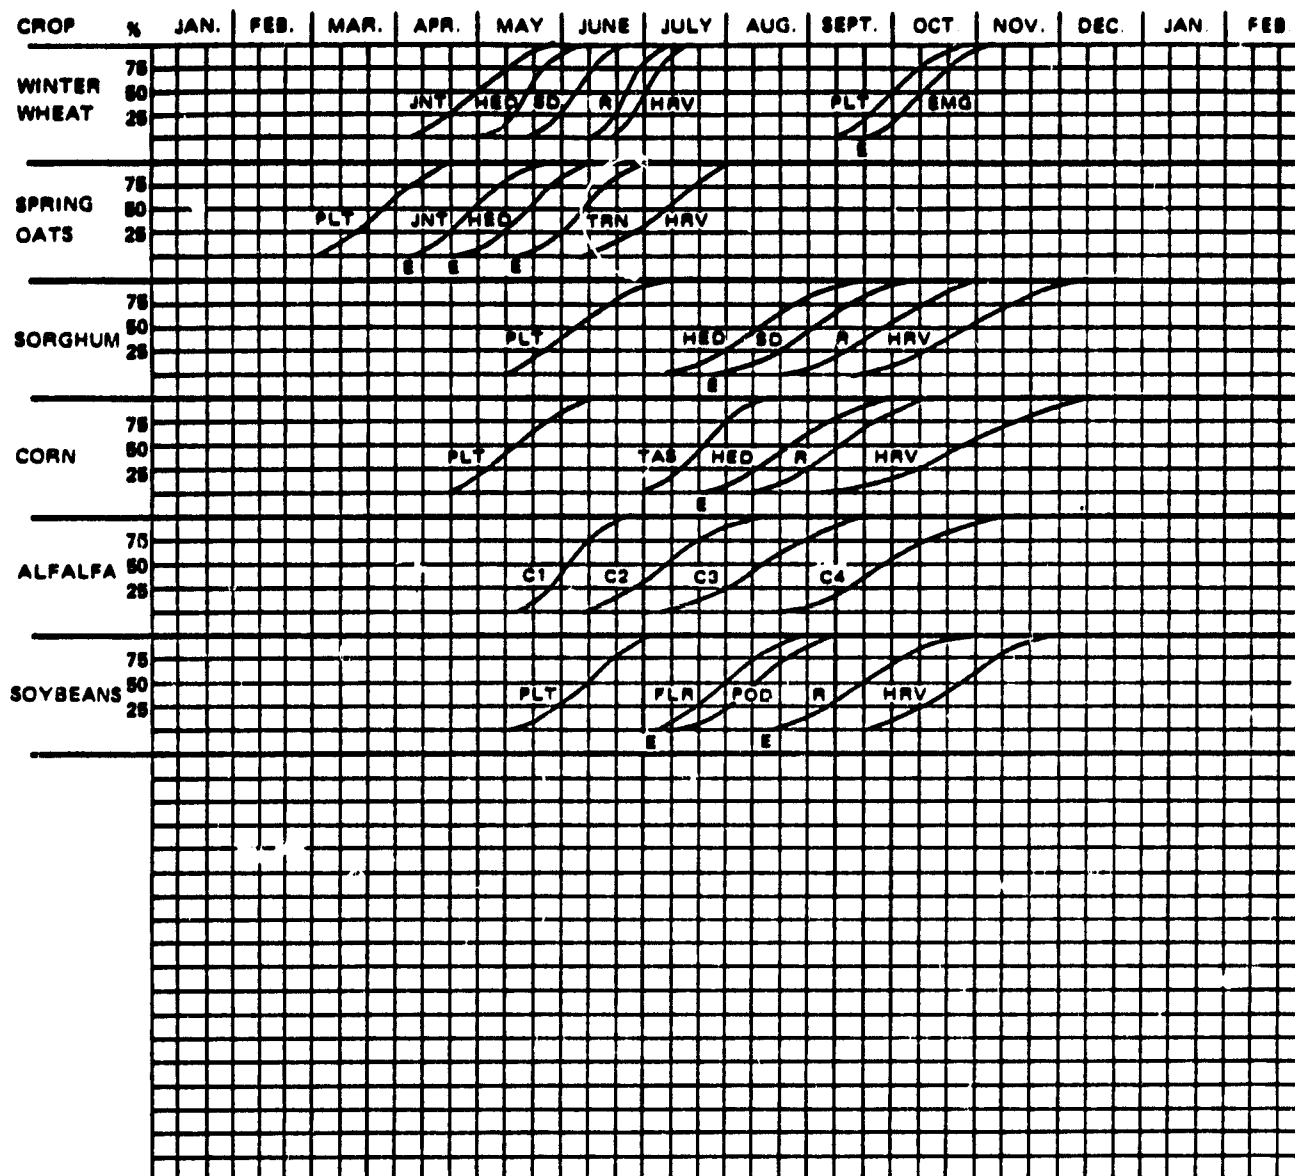 CROP % JAN. FEB. MAR. APR. MAY JUNE JULY AUG. SEPT. OCT. NOV. DEC. JAN. FEB
75
WINTER 50
WHEAT JNT HED SD R HRV PLT EMG
25
E
75
SPRING 50
PLT JNT HED TRN HRV
OATS 25
E E E
75
50
SORGHUM PLT HED SD R HRV
25
E
75
50
CORN PLT TAS HED R HRV
25
E
75
50
ALFALFA C1 C2 C3 C4
25
75
50
SOYBEANS PLT FLR POD R HRV
25
E E